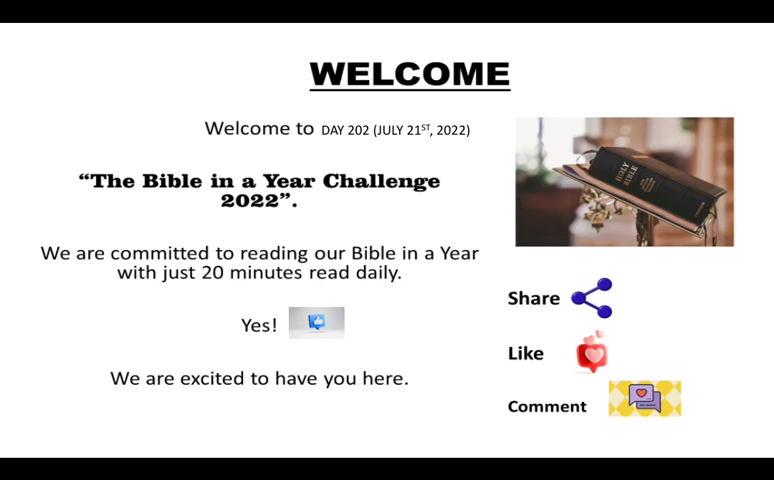 WELCOME
Welcome to DAY 202 (JULY 21ST, 2022)
“The Bible in a Year Challenge
2022”.
We are committed to reading our Bible in a Year
with just 20 minutes read daily.
Yes!
We are excited to have you here.
HOLY
BIBLE
Share
Like
Comment